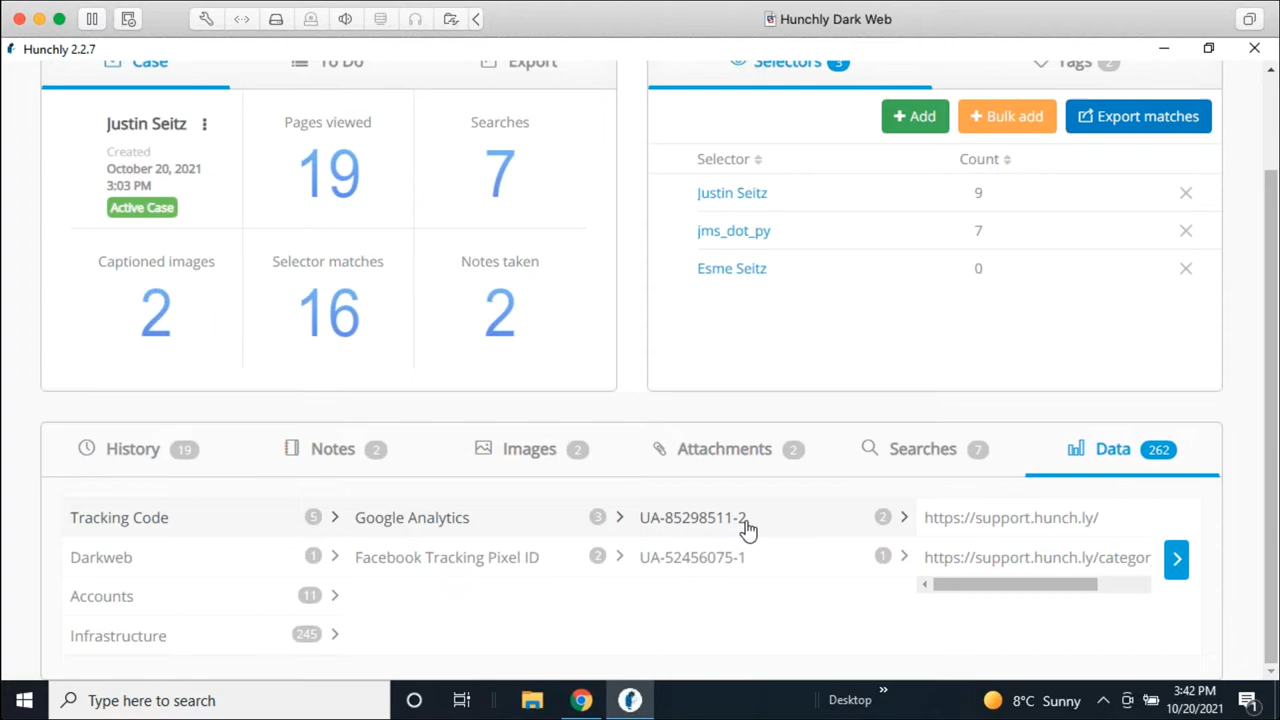 Hunchly Dark Web
Hunchly 2.2.7
Case To Do Export
Selectors 3 Tags 2
Justin Seitz
Created
October 20, 2021
3:03 PM
Active Case
Pages viewed
19
Searches
7
Captioned images
2
Selector matches
16
Notes taken
2
+ Add + Bulk add Export matches
Selector Count
Justin Seitz 9
jms_dot_py 7
Esme Seitz 0
History 19 Notes 2 Images 2 Attachments 2 Searches 7 Data 262
Tracking Code 5 Google Analytics 3 UA-85298511-2 2 https://support.hunch.ly/
Darkweb 1 Facebook Tracking Pixel ID 2 UA-52456075-1 1 https://support.hunch.ly/categor
Accounts 11
Infrastructure 245
Type here to search
Desktop
8°C Sunny
3:42 PM
10/20/2021
1